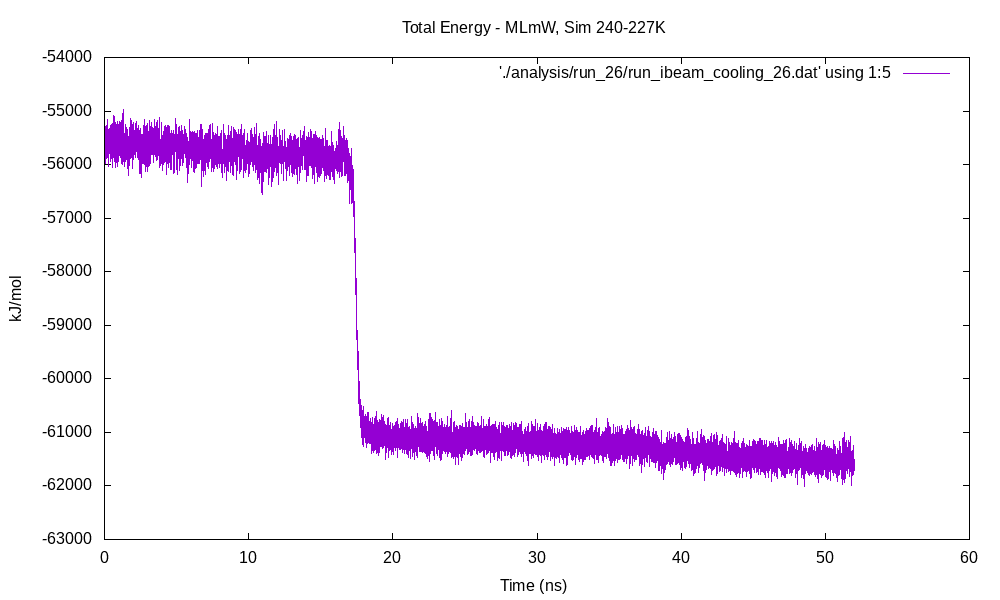 Total Energy - MLmW, Sim 240-227K
'./analysis/run_26/run_ibeam_cooling_26.dat' using 1:5
-54000
-55000
-56000
-57000
-58000
-59000
-60000
-61000
-62000
-63000
kJ/mol
0 10 20 30 40 50 60
Time (ns)